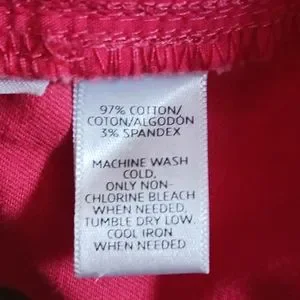 97% COTTON/
COTON/ALGODÓN
3% SPANDEX
MACHINE WASH
COLD,
ONLY NON-
CHLORINE BLEACH
WHEN NEEDED,
TUMBLE DRY LOW,
COOL IRON
WHEN NEEDED